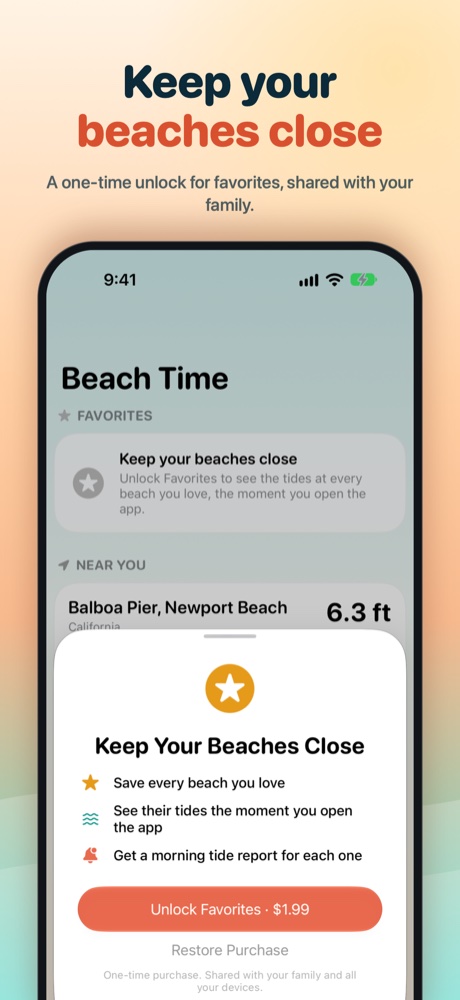 Keep your
beaches close
A one-time unlock for favorites, shared with your
family.
9:41
Beach Time
FAVORITES
Keep your beaches close
Unlock Favorites to see the tides at every
beach you love, the moment you open the
app.
NEAR YOU
Balboa Pier, Newport Beach
6.3 ft
California
Keep Your Beaches Close
Save every beach you love
See their tides the moment you open
the app
Get a morning tide report for each one
Unlock Favorites · $1.99
Restore Purchase
One-time purchase. Shared with your family and all
your devices.